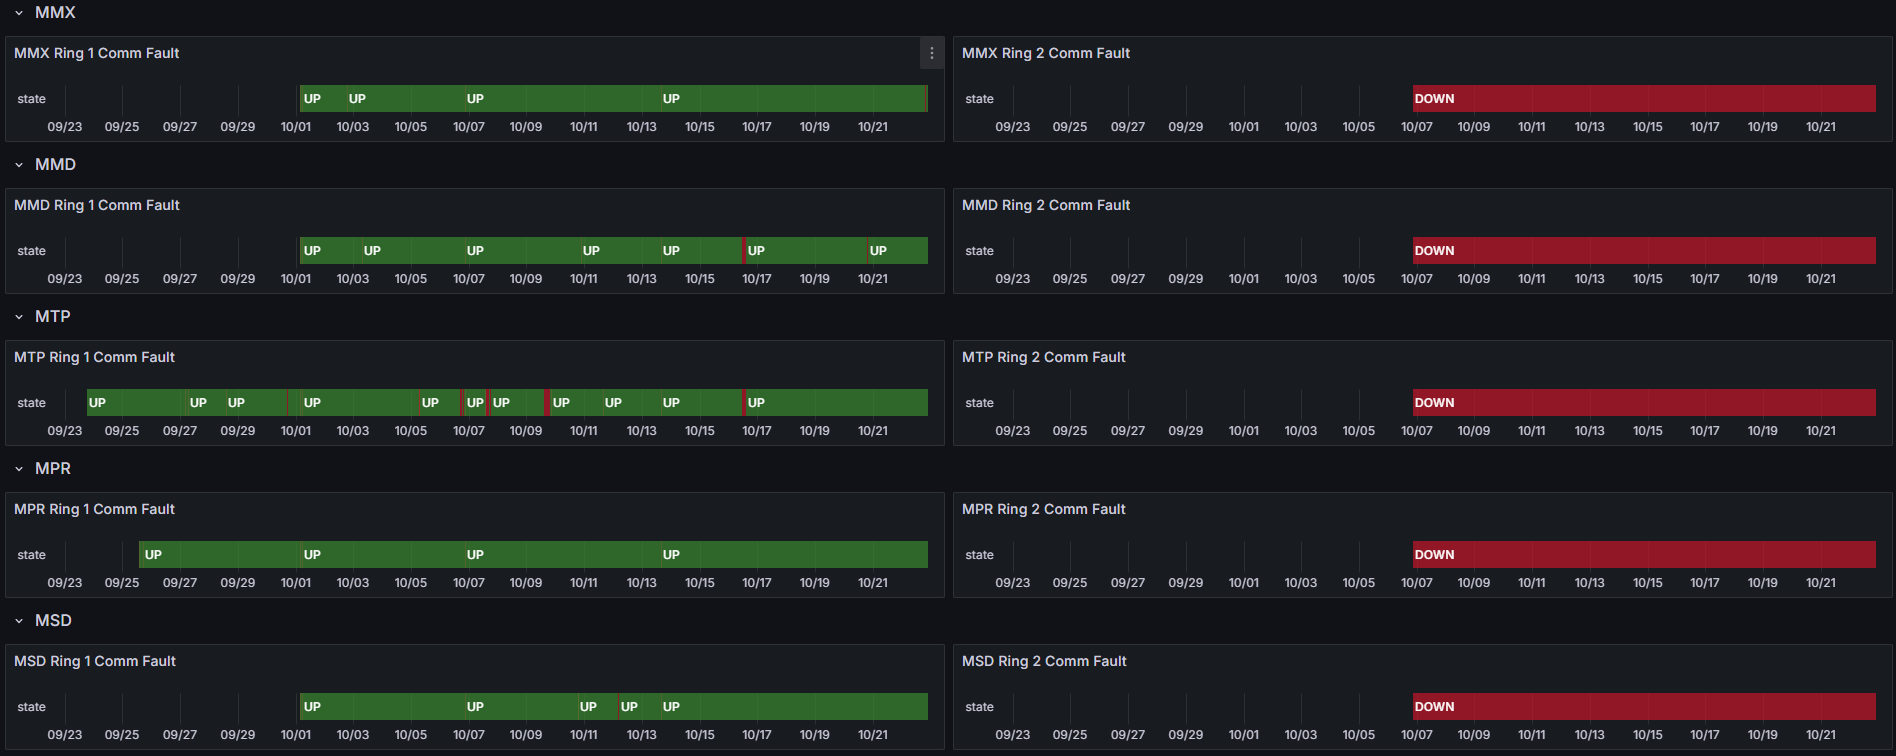 MMX
MMX Ring 1 Comm Fault
state UP UP UP UP
09/23 09/25 09/27 09/29 10/01 10/03 10/05 10/07 10/09 10/11 10/13 10/15 10/17 10/19 10/21
MMX Ring 2 Comm Fault
state DOWN
09/23 09/25 09/27 09/29 10/01 10/03 10/05 10/07 10/09 10/11 10/13 10/15 10/17 10/19 10/21
MMD
MMD Ring 1 Comm Fault
state UP UP UP UP UP UP UP
09/23 09/25 09/27 09/29 10/01 10/03 10/05 10/07 10/09 10/11 10/13 10/15 10/17 10/19 10/21
MMD Ring 2 Comm Fault
state DOWN
09/23 09/25 09/27 09/29 10/01 10/03 10/05 10/07 10/09 10/11 10/13 10/15 10/17 10/19 10/21
MTP
MTP Ring 1 Comm Fault
state UP UP UP UP UP UP UP UP UP UP UP
09/23 09/25 09/27 09/29 10/01 10/03 10/05 10/07 10/09 10/11 10/13 10/15 10/17 10/19 10/21
MTP Ring 2 Comm Fault
state DOWN
09/23 09/25 09/27 09/29 10/01 10/03 10/05 10/07 10/09 10/11 10/13 10/15 10/17 10/19 10/21
MPR
MPR Ring 1 Comm Fault
state UP UP UP UP
09/23 09/25 09/27 09/29 10/01 10/03 10/05 10/07 10/09 10/11 10/13 10/15 10/17 10/19 10/21
MPR Ring 2 Comm Fault
state DOWN
09/23 09/25 09/27 09/29 10/01 10/03 10/05 10/07 10/09 10/11 10/13 10/15 10/17 10/19 10/21
MSD
MSD Ring 1 Comm Fault
state UP UP UP UP UP
09/23 09/25 09/27 09/29 10/01 10/03 10/05 10/07 10/09 10/11 10/13 10/15 10/17 10/19 10/21
MSD Ring 2 Comm Fault
state DOWN
09/23 09/25 09/27 09/29 10/01 10/03 10/05 10/07 10/09 10/11 10/13 10/15 10/17 10/19 10/21